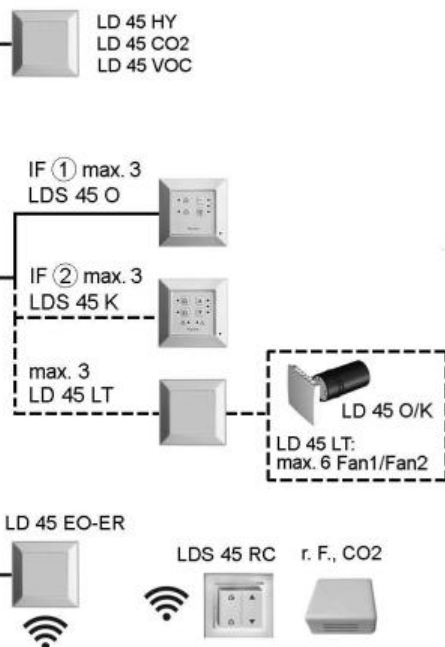 LD 45 HY
LD 45 CO2
LD 45 VOC
IF ① max. 3
LDS 45 O
IF ② max. 3
LDS 45 K
max. 3
LD 45 LT
LD 45 O/K
LD 45 LT:
max. 6 Fan1/Fan2
LD 45 EO-ER
LDS 45 RC r. F., CO2